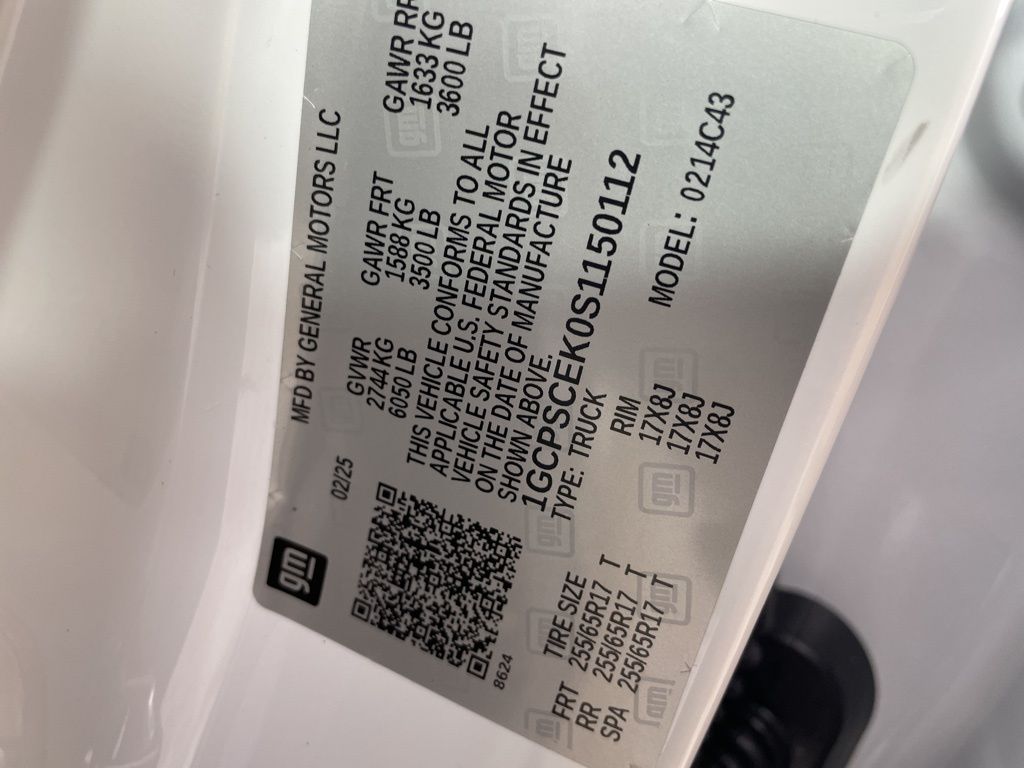 gm
MFD BY GENERAL MOTORS LLC
02/25
GVWR GAWR FRT GAWR RR
2744KG 1588 KG 1633 KG
6050 LB 3500 LB 3600 LB
THIS VEHICLE CONFORMS TO ALL
APPLICABLE U.S. FEDERAL MOTOR
VEHICLE SAFETY STANDARDS IN EFFECT
ON THE DATE OF MANUFACTURE
SHOWN ABOVE.
1GCPSCEK0S1150112
8624
TYPE: TRUCK MODEL: 0214C43
TIRE SIZE RIM
FRT 255/65R17 T 17X8J
RR 255/65R17 T 17X8J
SPA 255/65R17 T 17X8J